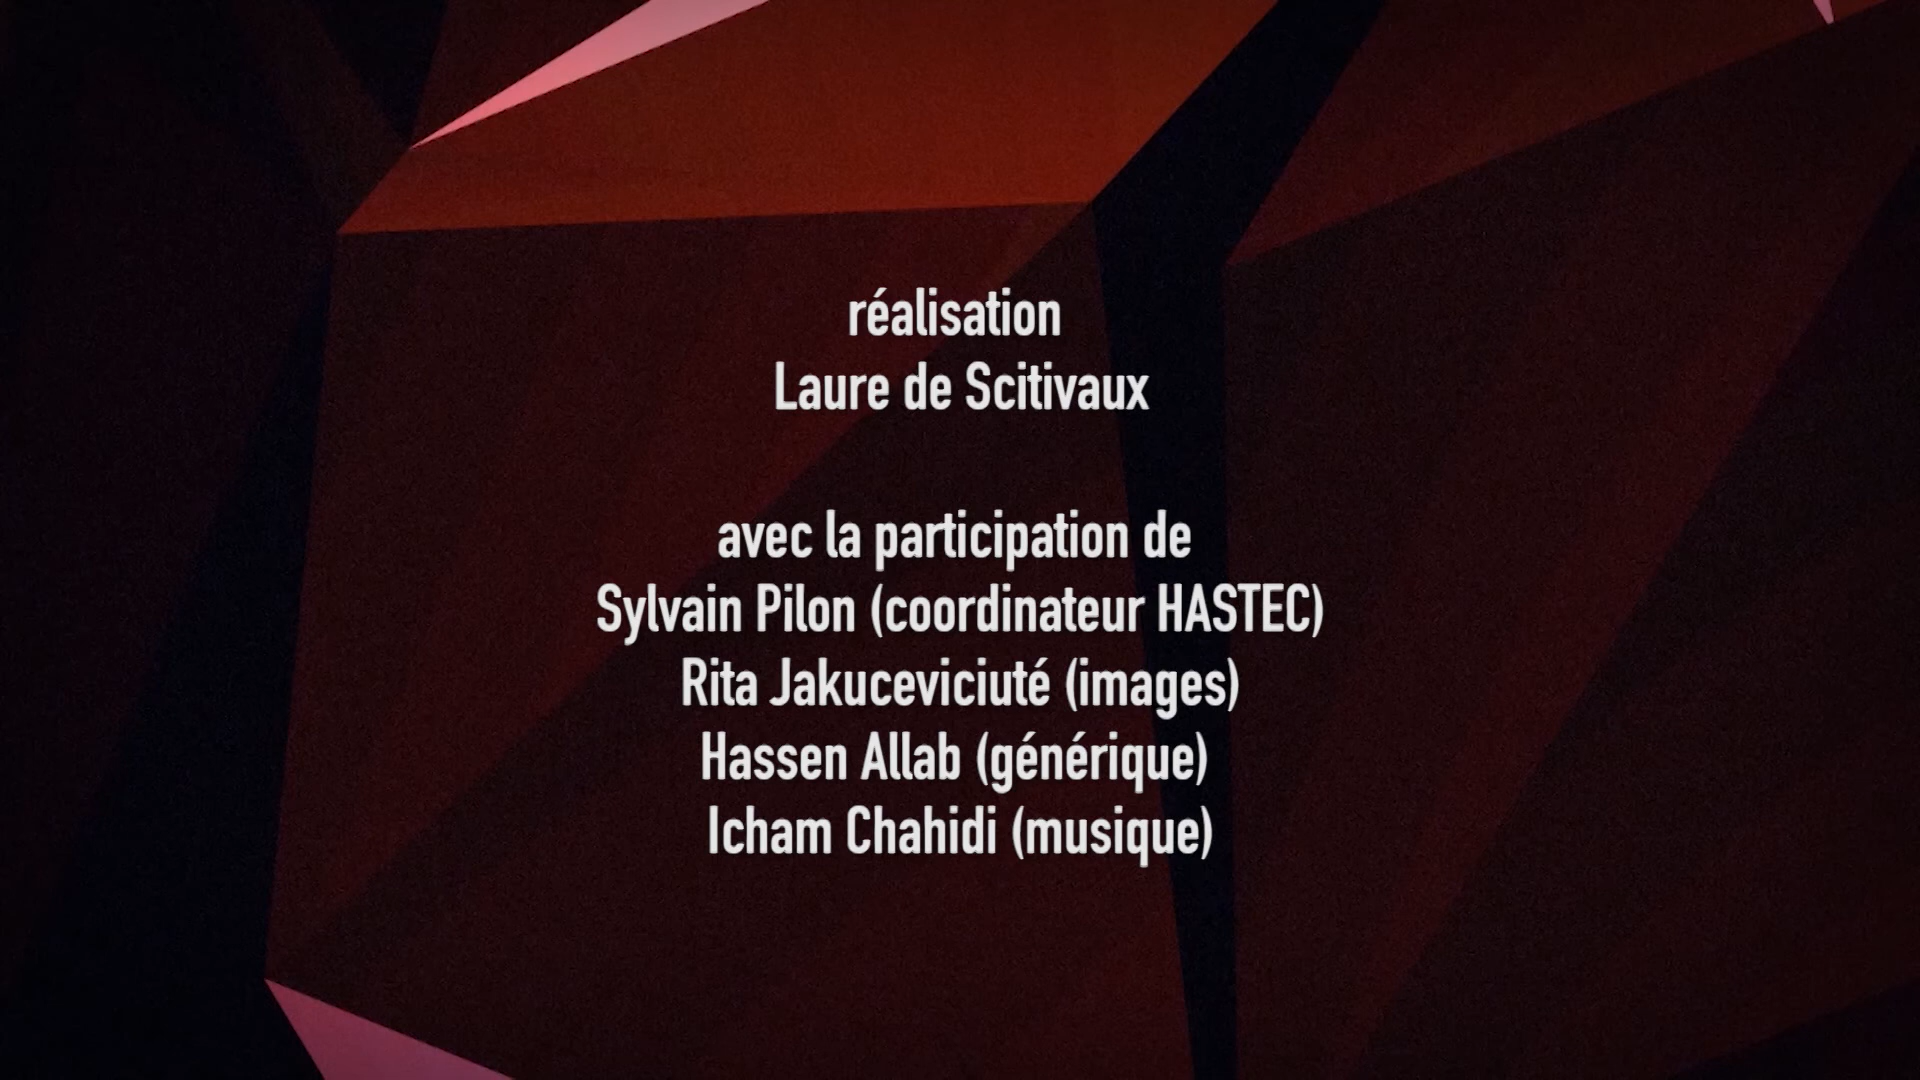 réalisation
Laure de Scitivaux
avec la participation de
Sylvain Pilon (coordinateur HASTEC)
Rita Jakuceviciuté (images)
Hassen Allab (générique)
Icham Chahidi (musique)